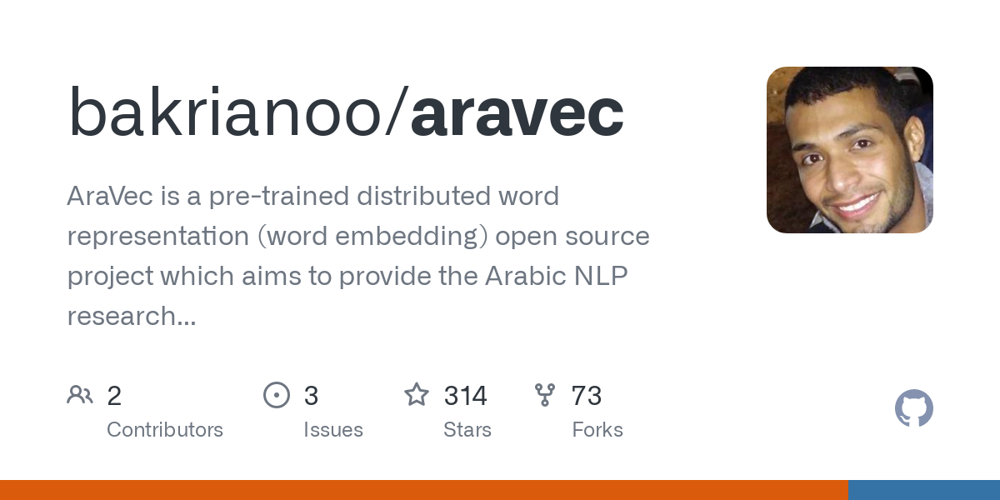 bakrianoo/aravec
AraVec is a pre-trained distributed word
representation (word embedding) open source
project which aims to provide the Arabic NLP
research...
2 3 314 73
Contributors Issues Stars Forks